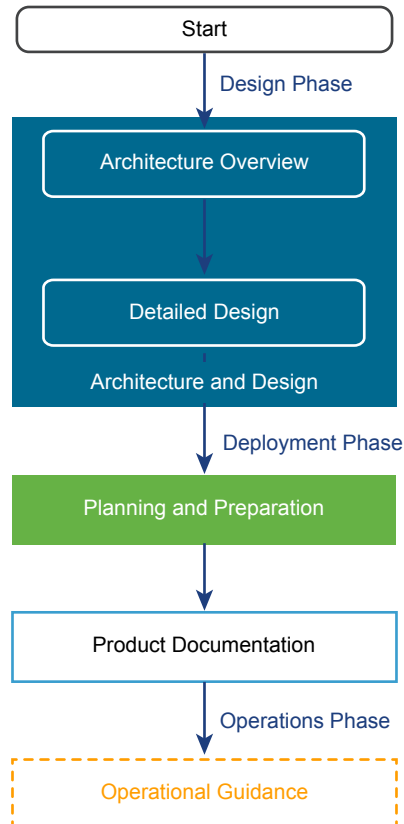 Start
Design Phase
Architecture Overview
Detailed Design
Architecture and Design
Deployment Phase
Planning and Preparation
Product Documentation
Operations Phase
Operational Guidance